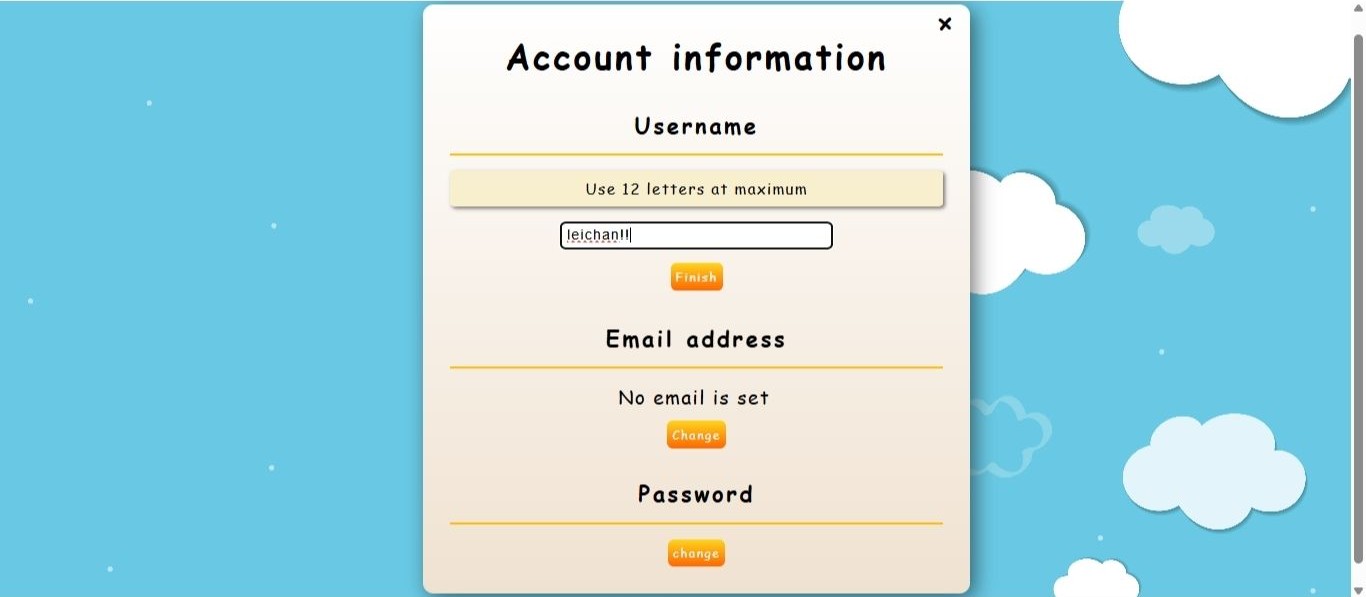 Account information
Username
Use 12 letters at maximum
leichan!!
Finish
Email address
No email is set
Change
Password
change